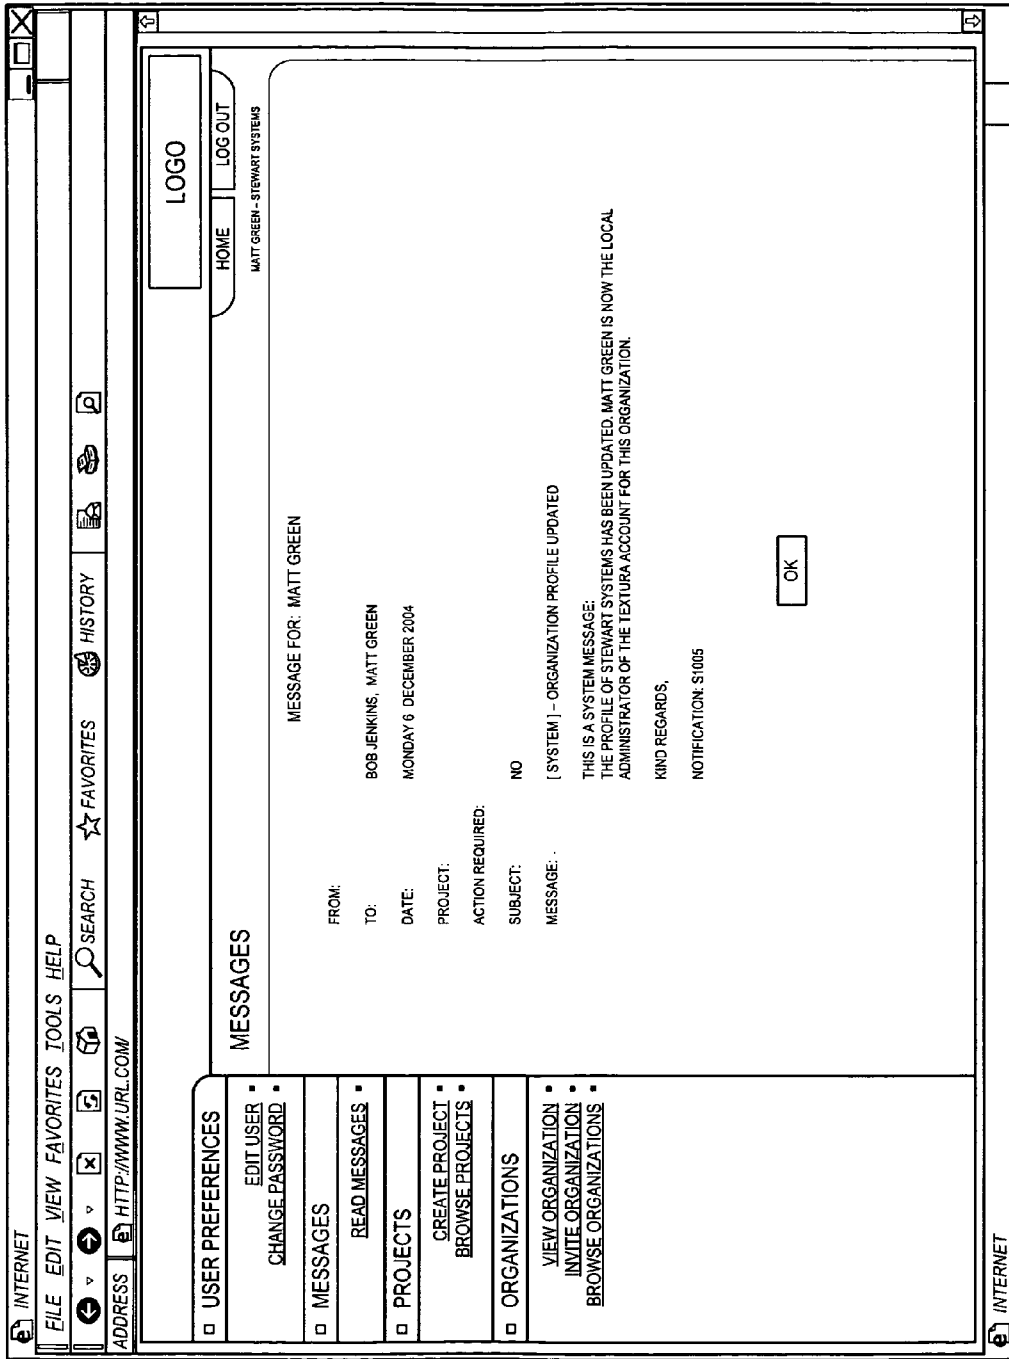 INTERNET
FILE EDIT VIEW FAVORITES TOOLS HELP
SEARCH FAVORITES HISTORY
ADDRESS HTTP://WWW.URL.COM/
LOGO
HOME LOG OUT
USER PREFERENCES
EDIT USER
CHANGE PASSWORD
MESSAGES
READ MESSAGES
PROJECTS
CREATE PROJECT
BROWSE PROJECTS
ORGANIZATIONS
VIEW ORGANIZATION
INVITE ORGANIZATION
BROWSE ORGANIZATIONS
MESSAGES
MATT GREEN – STEWART SYSTEMS
MESSAGE FOR: MATT GREEN
FROM:
TO: BOB JENKINS, MATT GREEN
DATE: MONDAY 6 DECEMBER 2004
PROJECT:
ACTION REQUIRED:
SUBJECT: NO
MESSAGE: . [ SYSTEM ] – ORGANIZATION PROFILE UPDATED
THIS IS A SYSTEM MESSAGE:
THE PROFILE OF STEWART SYSTEMS HAS BEEN UPDATED. MATT GREEN IS NOW THE LOCAL
ADMINISTRATOR OF THE TEXTURA ACCOUNT FOR THIS ORGANIZATION.
KIND REGARDS,
NOTIFICATION: S1005
OK
INTERNET